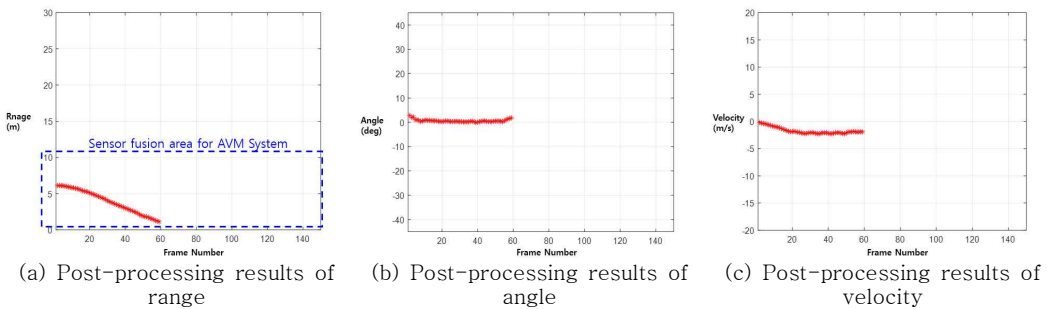 30
25
20
15
10
5
0
Rnage
(m)
Sensor fusion area for AVM System
20 40 60 80 100 120 140
Frame Number
(a) Post-processing results of
range
40
30
20
10
0
-10
-20
-30
-40
Angle
(deg)
20 40 60 80 100 120 140
Frame Number
(b) Post-processing results of
angle
20
15
10
5
0
-5
-10
-15
-20
Velocity
(m/s)
20 40 60 80 100 120 140
Frame Number
(c) Post-processing results of
velocity